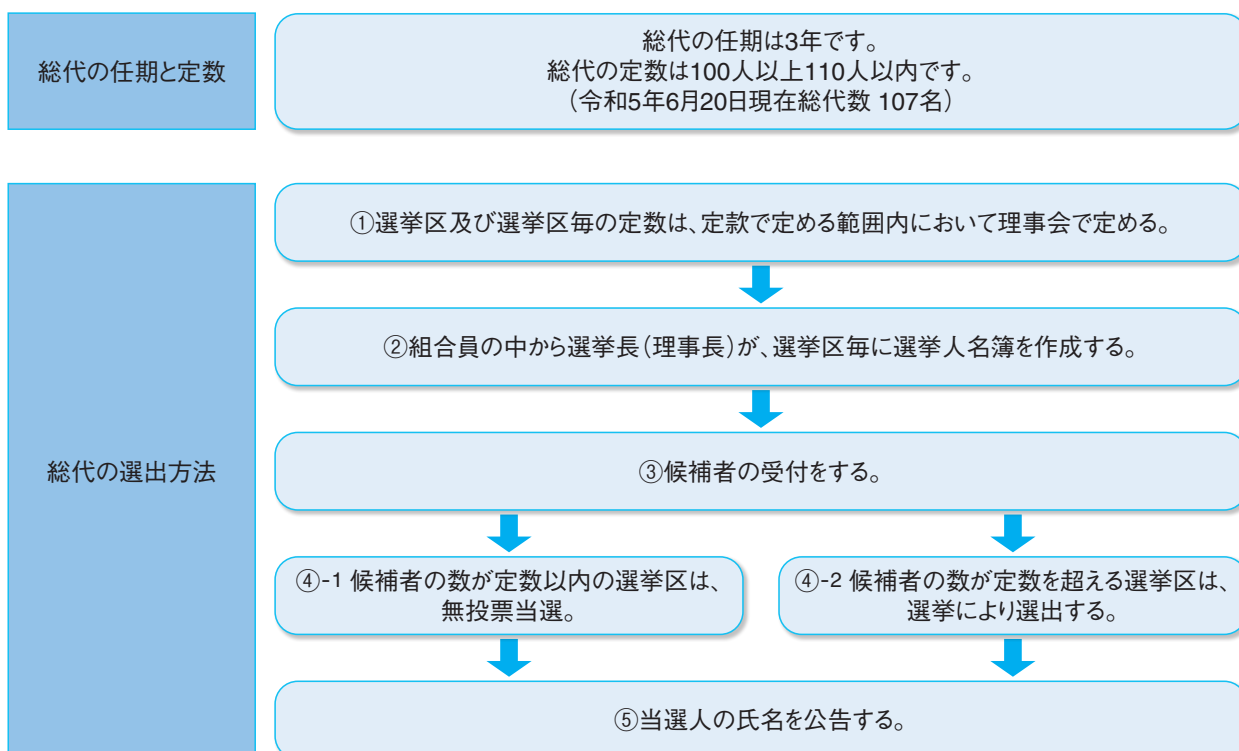 総代の任期と定数
総代の任期は3年です。
総代の定数は100人以上110人以内です。
（令和5年6月20日現在総代数 107名）
総代の選出方法
①選挙区及び選挙区毎の定数は、定款で定める範囲内において理事会で定める。
②組合員の中から選挙長（理事長）が、選挙区毎に選挙人名簿を作成する。
③候補者の受付をする。
④-1 候補者の数が定数以内の選挙区は、
無投票当選。
④-2 候補者の数が定数を超える選挙区は、
選挙により選出する。
⑤当選人の氏名を公告する。